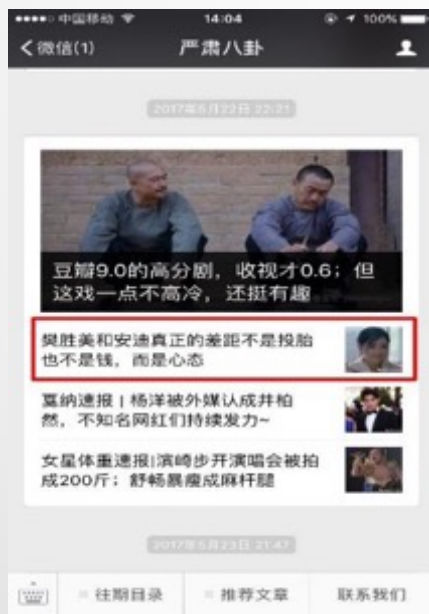 中国移动
14:04
100%
微信(1)
严肃八卦
2017年5月22日 22:21
豆瓣9.0的高分剧，收视才0.6；但
这戏一点不高冷，还挺有趣
樊胜美和安迪真正的差距不是投胎
也不是钱，而是心态
戛纳速报 | 杨洋被外媒认成井柏
然，不知名网红们持续发力~
女星体重速报|滨崎步开演唱会被拍
成200斤；舒畅暴瘦成麻杆腿
2017年5月23日 21:47
往期目录
推荐文章
联系我们